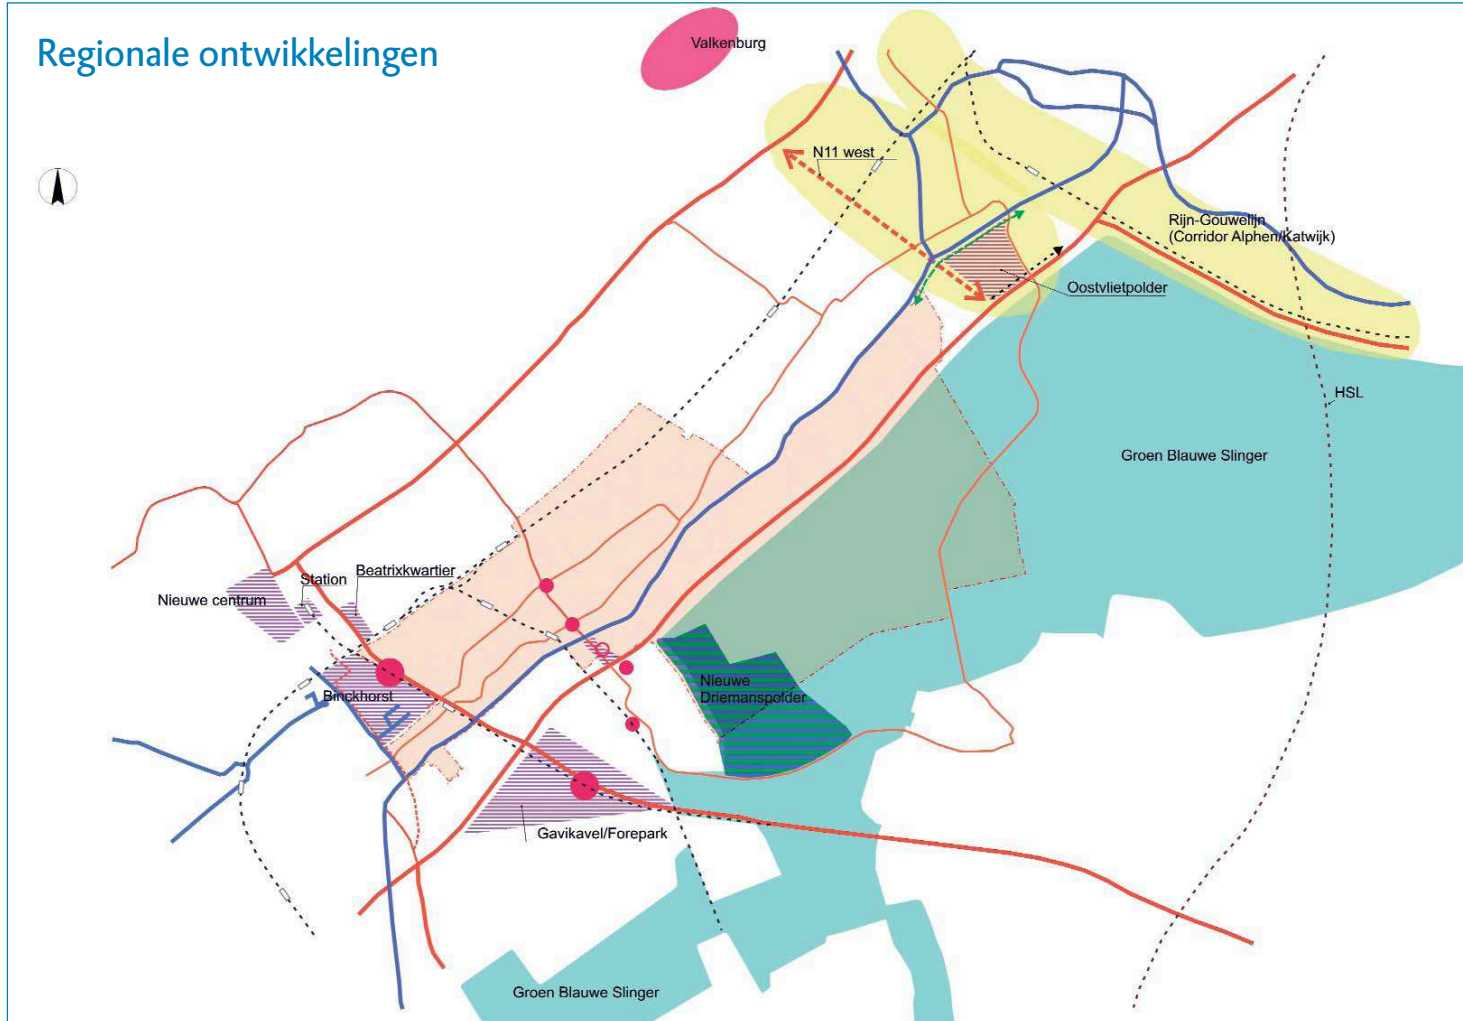 Regionale ontwikkelingen
Valkenburg
N11 west
Rijn-Gouwelijn
(Corridor Alphen/Katwijk)
Oostvlietpolder
HSL
Groen Blauwe Slinger
Beatrixkwartier
Station
Nieuwe centrum
Binckhorst
Nieuwe
Driemanspolder
Gavikavel/Forepark
Groen Blauwe Slinger